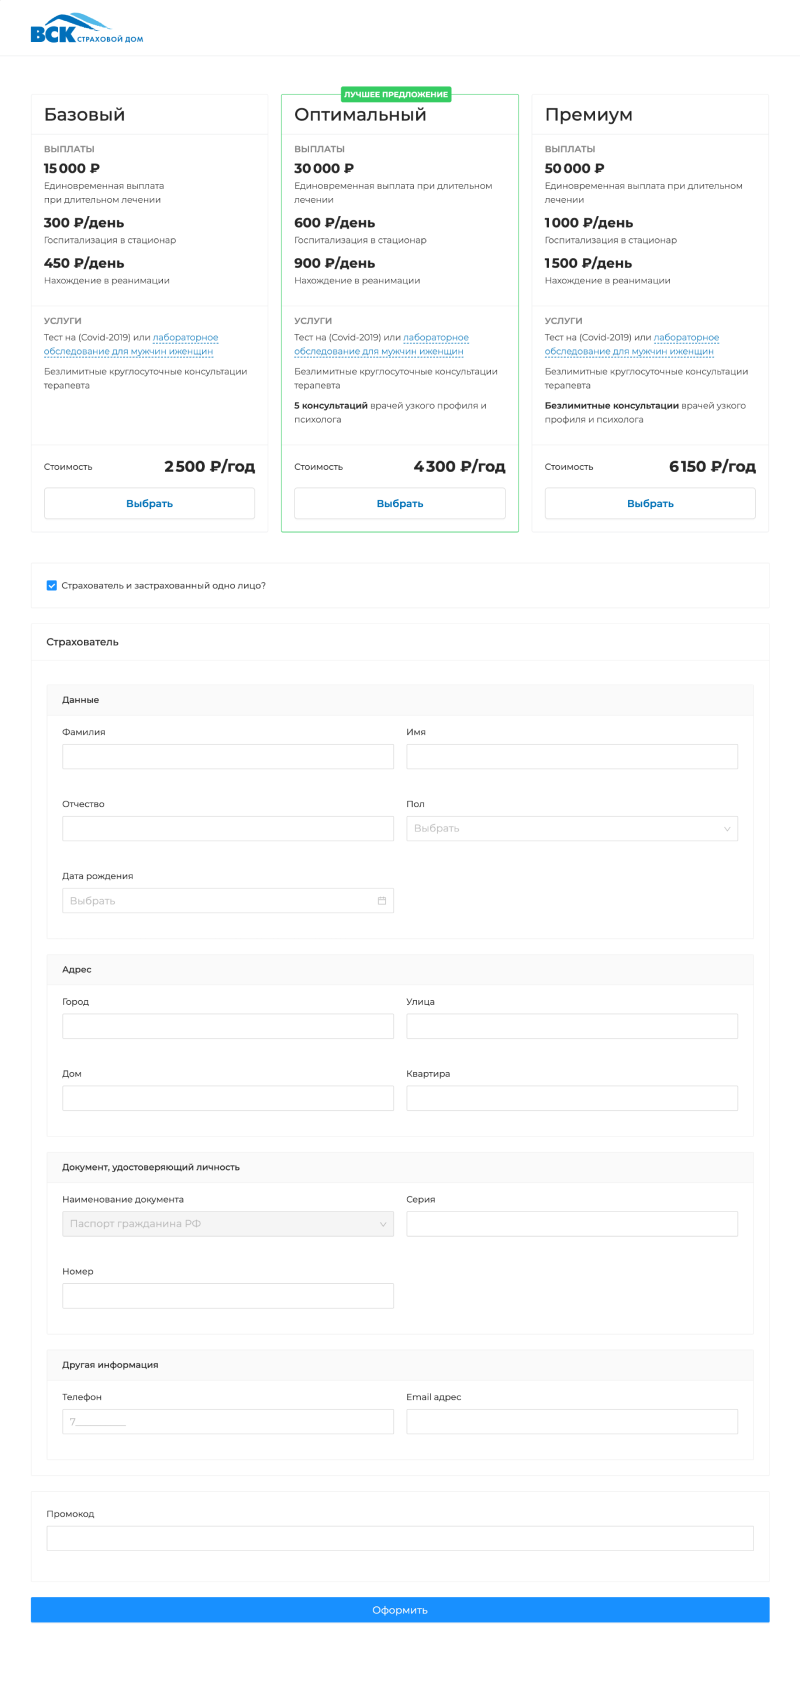 ВСК СТРАХОВОЙ ДОМ
Базовый
ВЫПЛАТЫ
15 000 ₽
Единовременная выплата
при длительном лечении
300 ₽/день
Госпитализация в стационар
450 ₽/день
Нахождение в реанимации
УСЛУГИ
Тест на (Covid-2019) или лабораторное
обследование для мужчин иженщин
Безлимитные круглосуточные консультации
терапевта
Стоимость 2 500 ₽/год
Выбрать
ЛУЧШЕЕ ПРЕДЛОЖЕНИЕ
Оптимальный
ВЫПЛАТЫ
30 000 ₽
Единовременная выплата при длительном
лечении
600 ₽/день
Госпитализация в стационар
900 ₽/день
Нахождение в реанимации
УСЛУГИ
Тест на (Covid-2019) или лабораторное
обследование для мужчин иженщин
Безлимитные круглосуточные консультации
терапевта
5 консультаций врачей узкого профиля и
психолога
Стоимость 4 300 ₽/год
Выбрать
Премиум
ВЫПЛАТЫ
50 000 ₽
Единовременная выплата при длительном
лечении
1 000 ₽/день
Госпитализация в стационар
1 500 ₽/день
Нахождение в реанимации
УСЛУГИ
Тест на (Covid-2019) или лабораторное
обследование для мужчин иженщин
Безлимитные круглосуточные консультации
терапевта
Безлимитные консультации врачей узкого
профиля и психолога
Стоимость 6 150 ₽/год
Выбрать
Страхователь и застрахованный одно лицо?
Страхователь
Данные
Фамилия
Имя
Отчество
Пол
Выбрать
Дата рождения
Выбрать
Адрес
Город
Улица
Дом
Квартира
Документ, удостоверяющий личность
Наименование документа
Паспорт гражданина РФ
Серия
Номер
Другая информация
Телефон
7__________
Email адрес
Промокод
Оформить